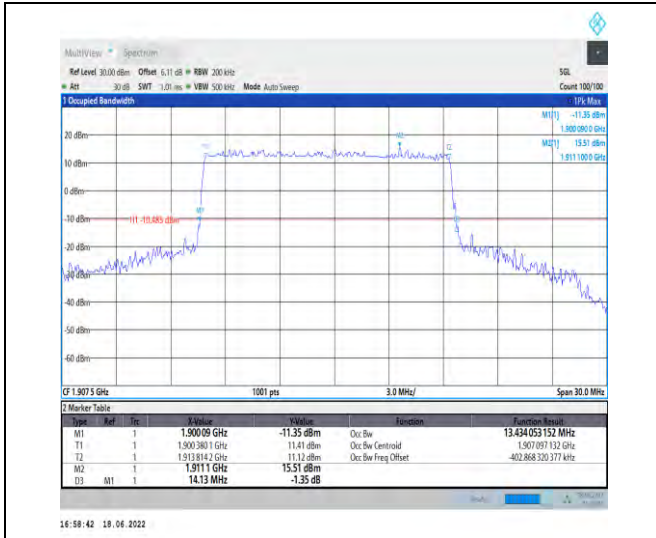 MultiView Spectrum
Ref Level 30.00 dBm Offset 6.11 dB RBW 200 kHz SGL
Att 30 dB SWT 1.01 ms VBW 500 kHz Mode Auto Sweep Count 100/100
1 Occupied Bandwidth 1Pk Max
M1[1] -11.35 dBm
1.900 090 0 GHz
M2[1] 15.51 dBm
1.911 100 0 GHz
20 dBm
M2
T2
10 dBm
0 dBm
M1
-10 dBm
H1 -10.485 dBm
-20 dBm
-30 dBm
-40 dBm
-50 dBm
-60 dBm
CF 1.907 5 GHz 1001 pts 3.0 MHz/ Span 30.0 MHz
2 Marker Table
Type Ref Trc X-Value Y-Value Function Function Result
M1 1 1.900 09 GHz -11.35 dBm Occ Bw 13.434 053 152 MHz
T1 1 1.900 380 1 GHz 11.41 dBm Occ Bw Centroid 1.907 097 132 GHz
T2 1 1.913 814 2 GHz 11.12 dBm Occ Bw Freq Offset -402.868 320 377 kHz
M2 1 1.911 1 GHz 15.51 dBm
D3 M1 1 14.13 MHz -1.35 dB
16:58:42 18.06.2022